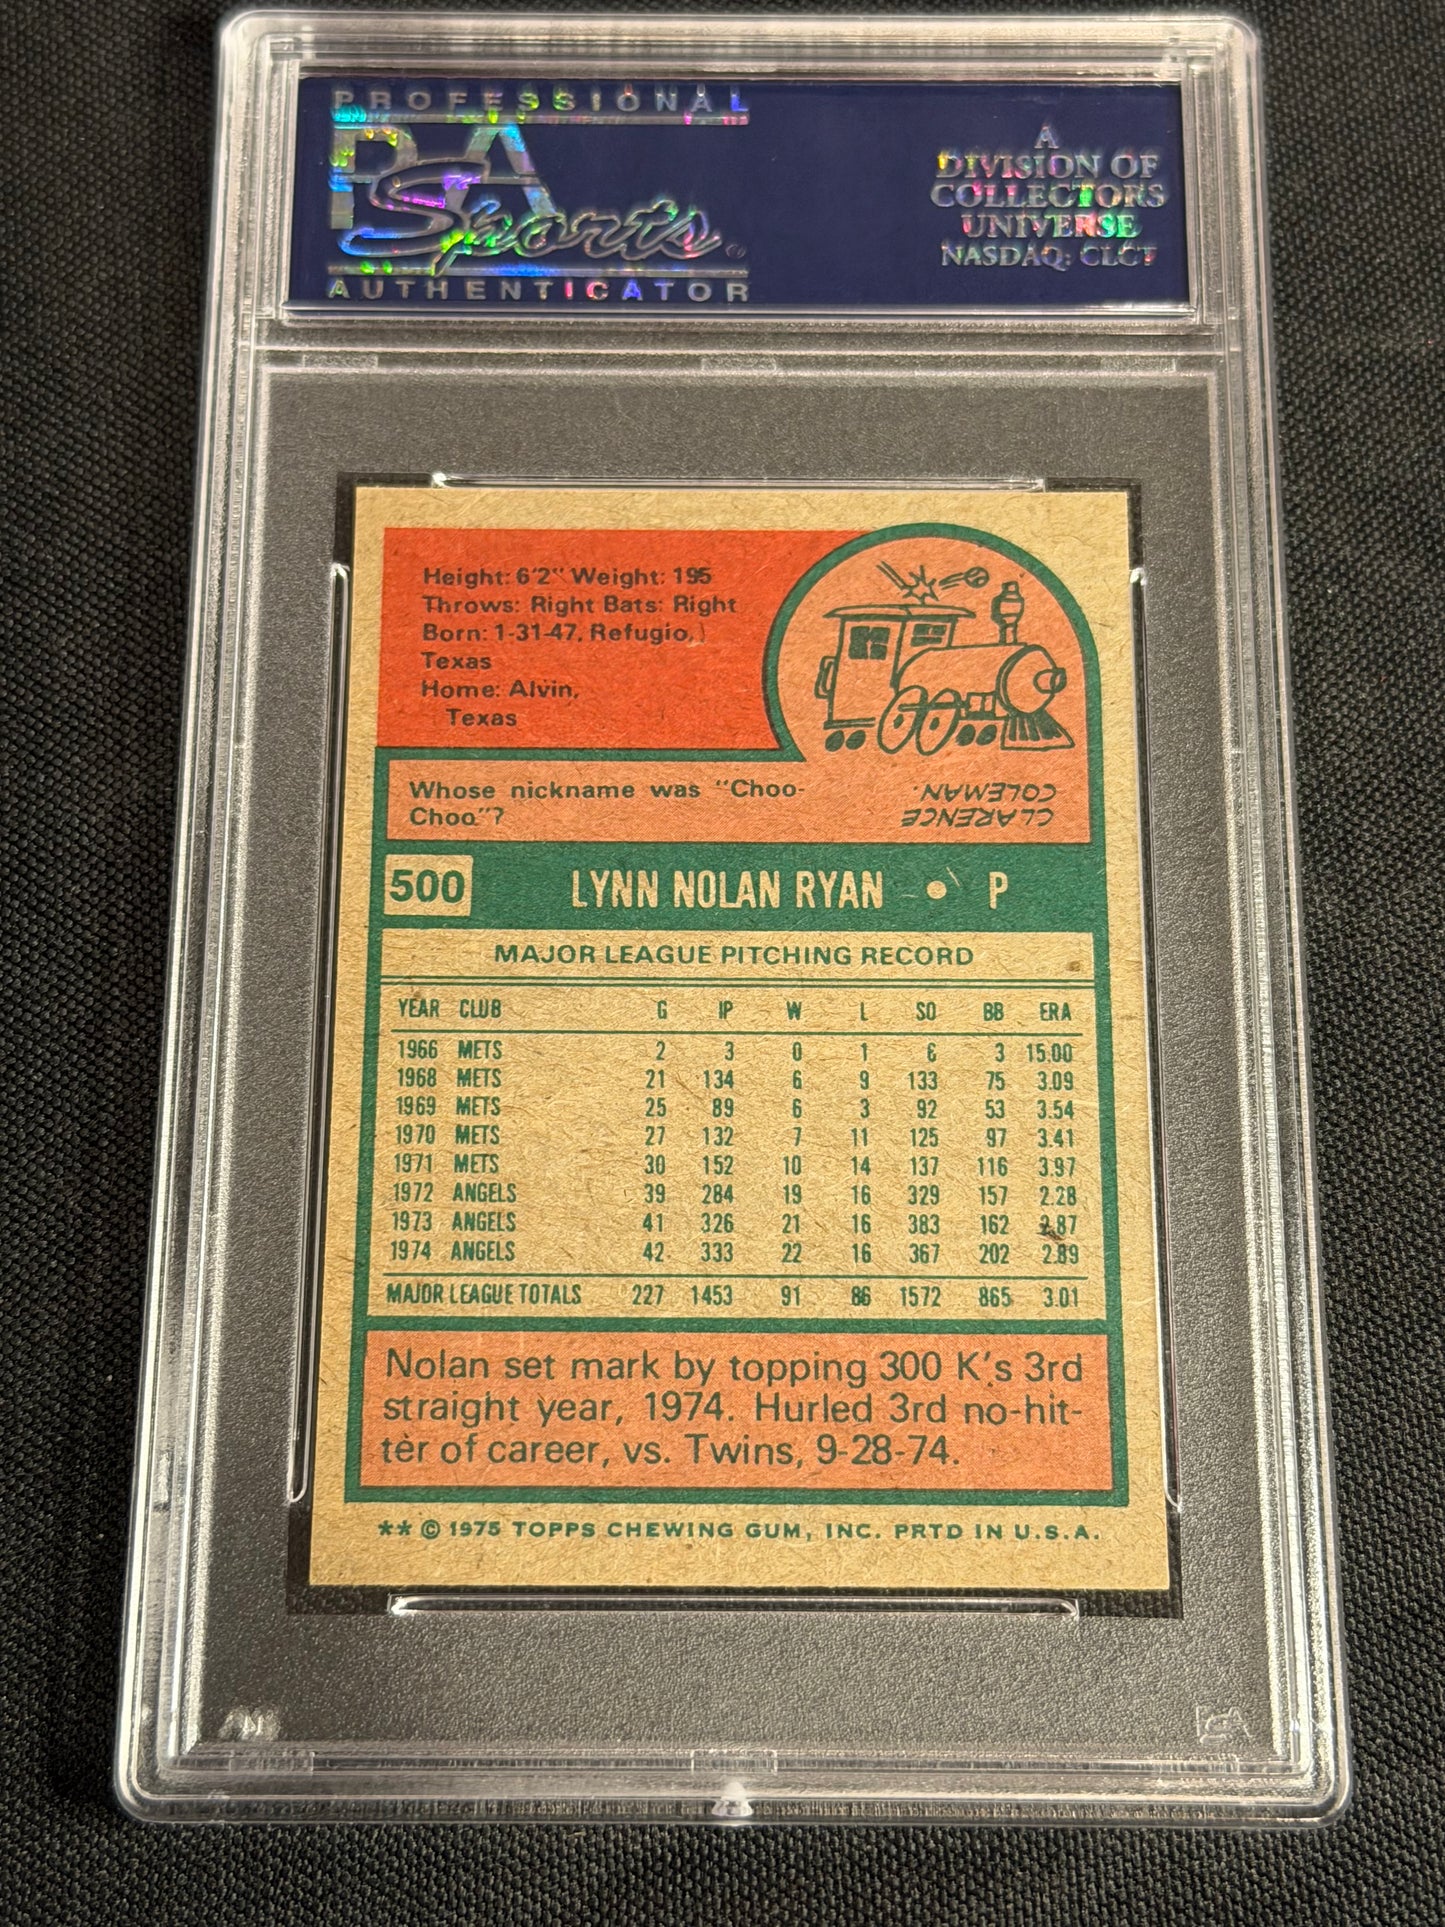 PROFESSIONAL
PSA
Sports
AUTHENTICATOR
A
DIVISION OF
COLLECTORS
UNIVERSE
NASDAQ: CLCT
Height: 6'2" Weight: 195
Throws: Right Bats: Right
Born: 1-31-47, Refugio,
Texas
Home: Alvin,
Texas
Whose nickname was "Choo-
Choo"?
CLARENCE
COLEMAN.
500 LYNN NOLAN RYAN • P
MAJOR LEAGUE PITCHING RECORD
YEAR CLUB G IP W L SO BB ERA
1966 METS 2 3 0 1 6 3 15.00
1968 METS 21 134 6 9 133 75 3.09
1969 METS 25 89 6 3 92 53 3.54
1970 METS 27 132 7 11 125 97 3.41
1971 METS 30 152 10 14 137 116 3.97
1972 ANGELS 39 284 19 16 329 157 2.28
1973 ANGELS 41 326 21 16 383 162 2.87
1974 ANGELS 42 333 22 16 367 202 2.89
MAJOR LEAGUE TOTALS 227 1453 91 86 1572 865 3.01
Nolan set mark by topping 300 K's 3rd
straight year, 1974. Hurled 3rd no-hit-
ter of career, vs. Twins, 9-28-74.
** © 1975 TOPPS CHEWING GUM, INC. PRTD IN U.S.A.
PSA